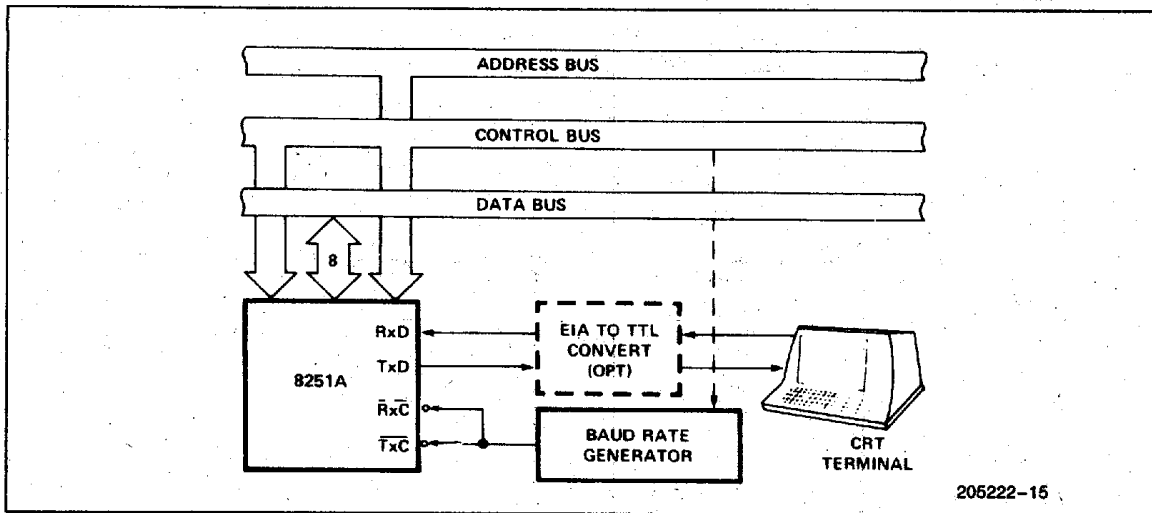 ADDRESS BUS
CONTROL BUS
DATA BUS
8
8251A
RxD
TxD
RxC
TxC
EIA TO TTL
CONVERT
(OPT)
BAUD RATE
GENERATOR
CRT
TERMINAL
205222-15